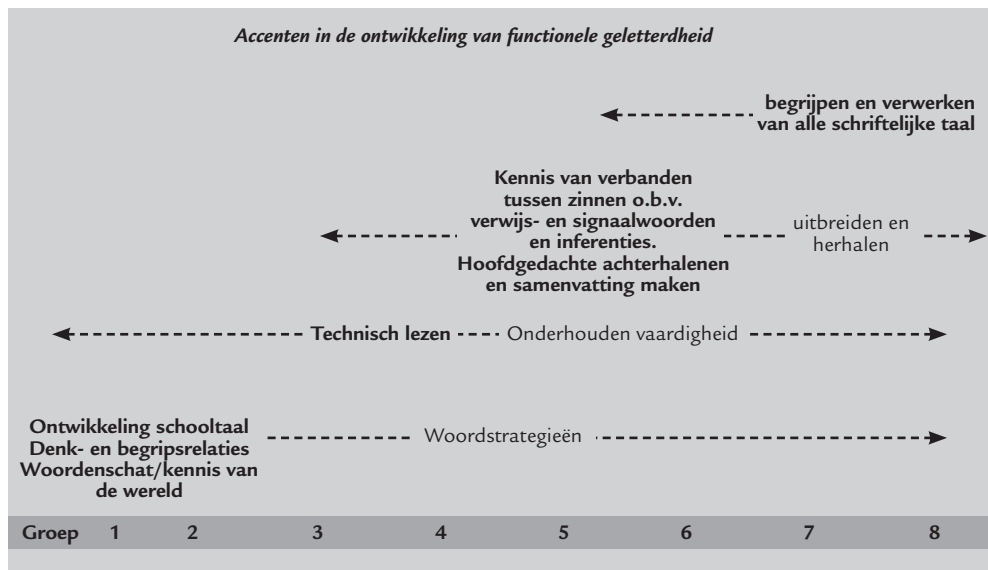 Accenten in de ontwikkeling van functionele geletterdheid
begrijpen en verwerken
van alle schriftelijke taal
Kennis van verbanden
tussen zinnen o.b.v.
verwijs- en signaalwoorden
en inferenties.
Hoofdgedachte achterhalenen
en samenvatting maken
uitbreiden en
herhalen
Technisch lezen Onderhouden vaardigheid
Ontwikkeling schooltaal
Denk- en begripsrelaties
Woordenschat/kennis van
de wereld
Woordstrategieën
Groep 1 2 3 4 5 6 7 8